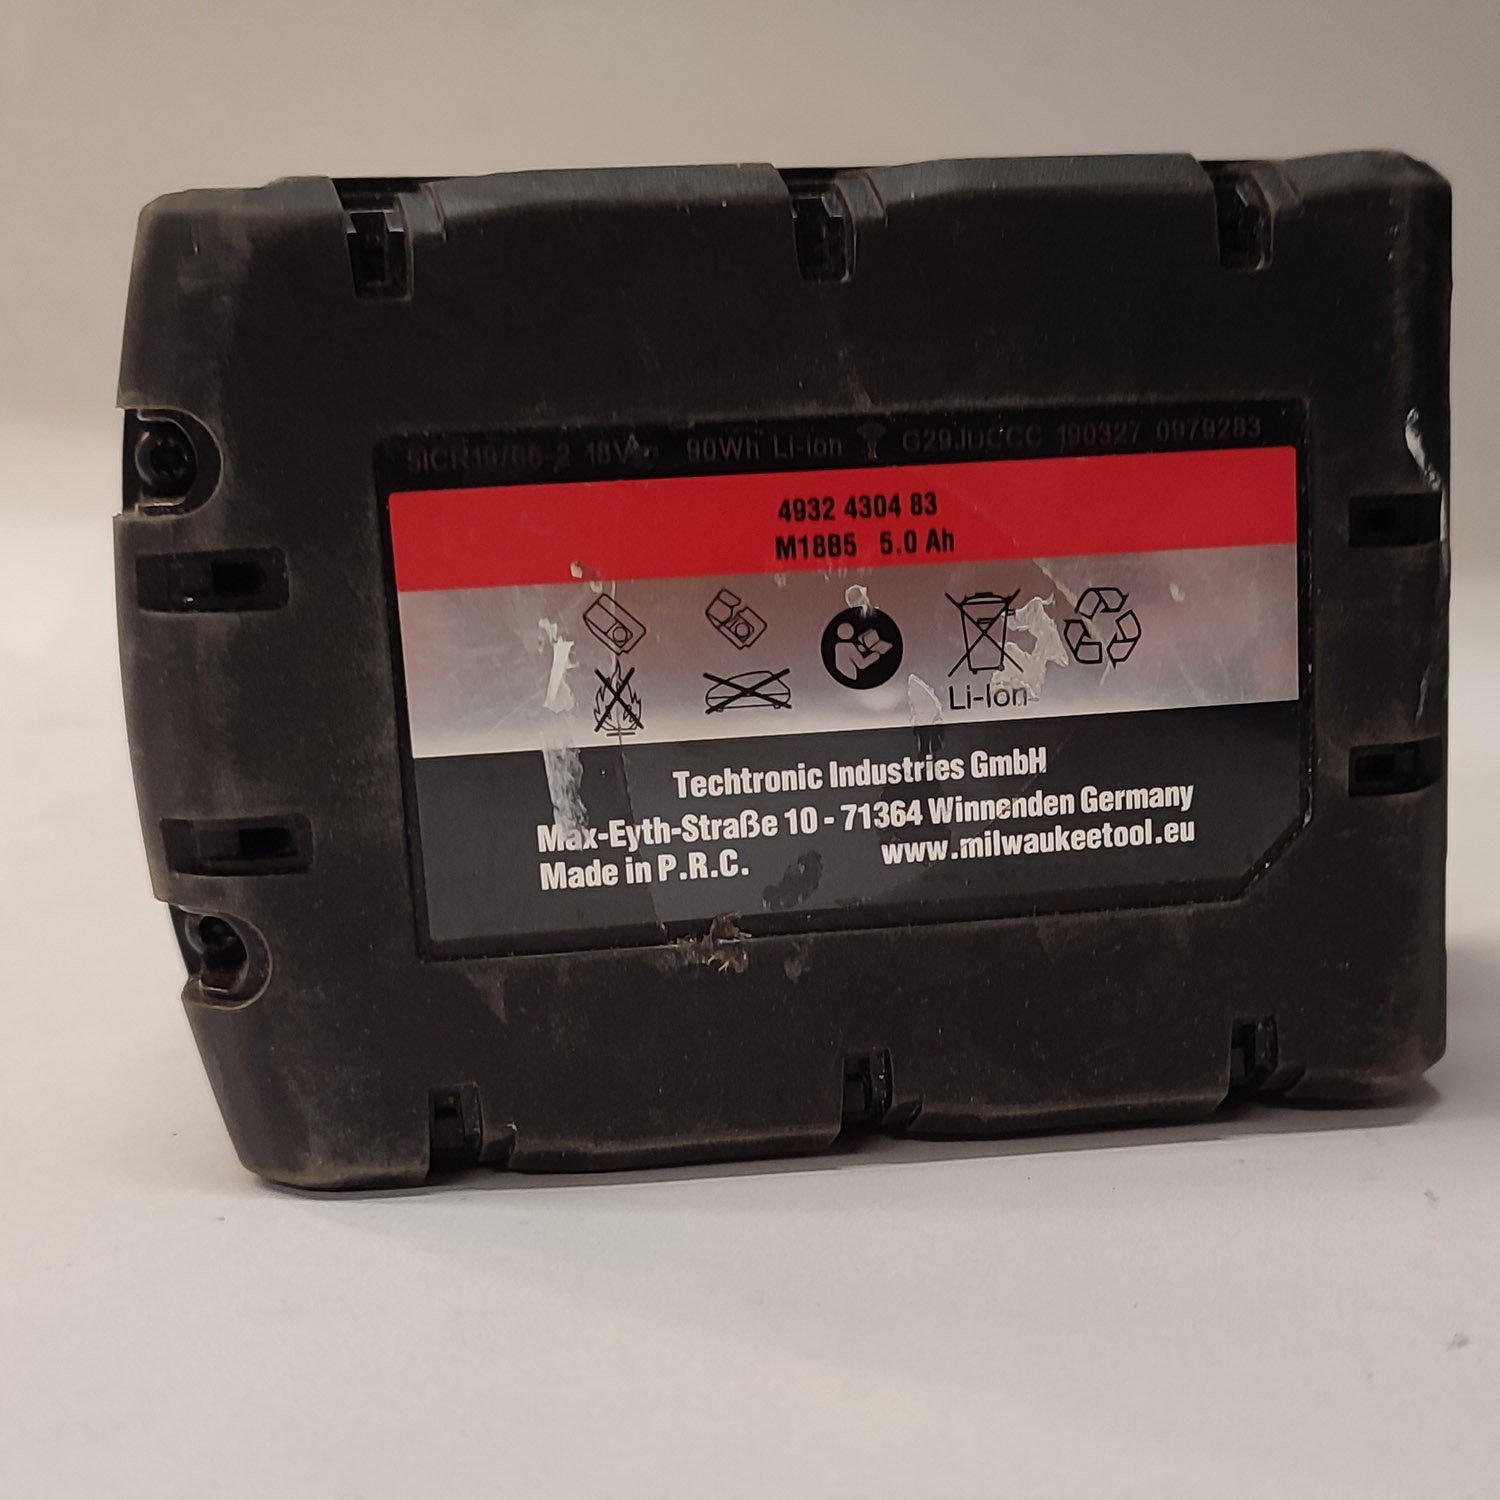 5ICR19/66-2 18V 90Wh Li-Ion G29JDCCC 190327 0979283
4932 4304 83
M18B5 5.0 Ah
Li-Ion
Techtronic Industries GmbH
Max-Eyth-Straße 10 - 71364 Winnenden Germany
Made in P.R.C. www.milwaukeetool.eu